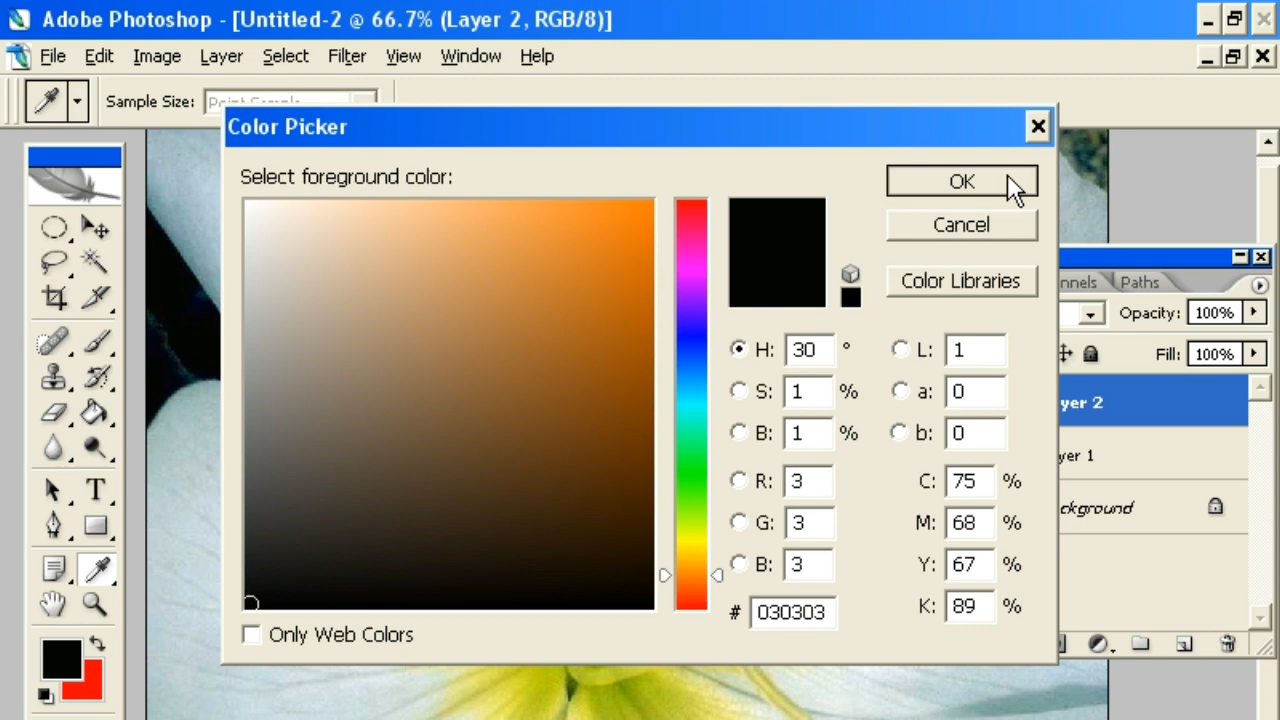 Adobe Photoshop - [Untitled-2 @ 66.7% (Layer 2, RGB/8)]
File Edit Image Layer Select Filter View Window Help
Sample Size: Point Sample
Color Picker
Select foreground color:
OK
Cancel
Color Libraries
H: 30 °
S: 1 %
B: 1 %
R: 3
G: 3
B: 3
# 030303
L: 1
a: 0
b: 0
C: 75 %
M: 68 %
Y: 67 %
K: 89 %
Only Web Colors
T
nnels Paths
Opacity: 100%
Fill: 100%
yer 2
yer 1
ckground